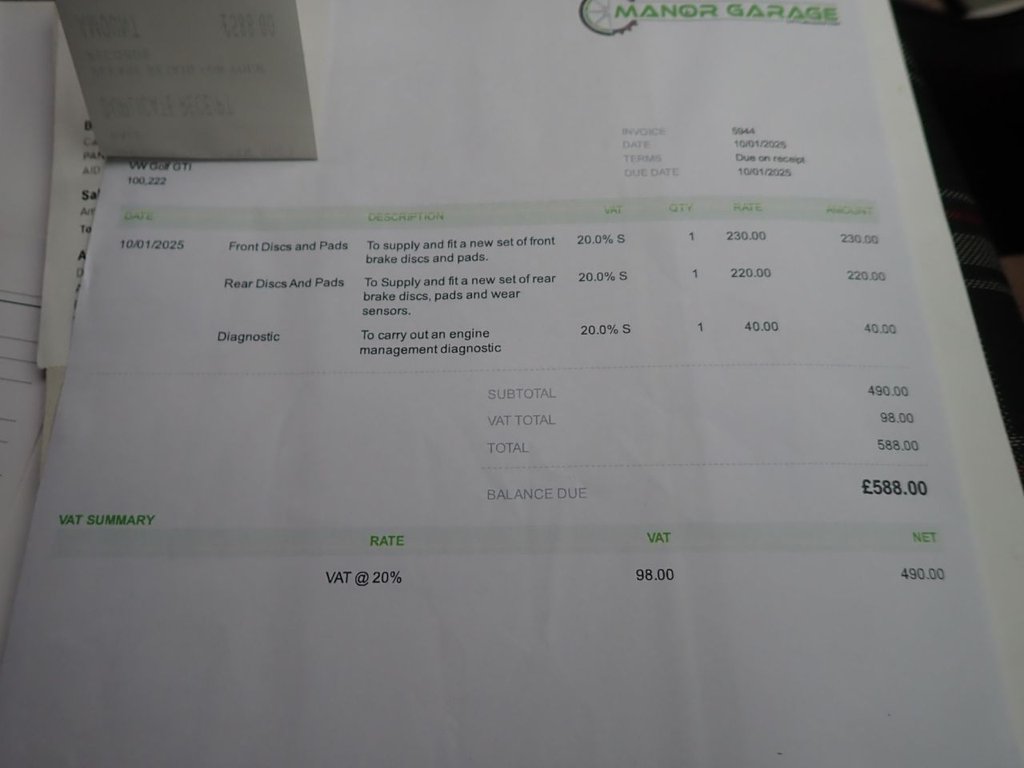 MANOR GARAGE
INVOICE 5944
DATE 10/01/2025
TERMS Due on receipt
DUE DATE 10/01/2025
VW Golf GTI
100,222
DATE DESCRIPTION VAT QTY RATE AMOUNT
10/01/2025 Front Discs and Pads To supply and fit a new set of front 20.0% S 1 230.00 230.00
brake discs and pads.
Rear Discs And Pads To Supply and fit a new set of rear 20.0% S 1 220.00 220.00
brake discs, pads and wear
sensors.
Diagnostic To carry out an engine 20.0% S 1 40.00 40.00
management diagnostic
SUBTOTAL 490.00
VAT TOTAL 98.00
TOTAL 588.00
BALANCE DUE £588.00
VAT SUMMARY
RATE VAT NET
VAT @ 20% 98.00 490.00